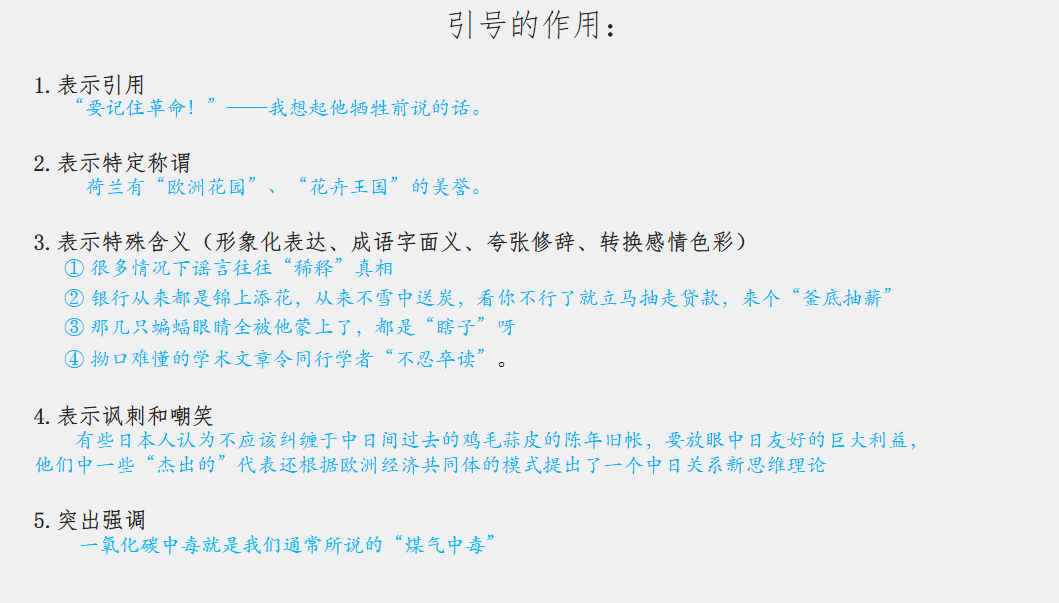 引号的作用：
1. 表示引用
“要记住革命！”——我想起他牺牲前说的话。
2. 表示特定称谓
荷兰有“欧洲花园”、“花卉王国”的美誉。
3. 表示特殊含义（形象化表达、成语字面义、夸张修辞、转换感情色彩）
① 很多情况下谣言往往“稀释”真相
② 银行从来都是锦上添花，从来不雪中送炭，看你不行了就立马抽走贷款，来个“釜底抽薪”
③ 那几只蝙蝠眼睛全被他蒙上了，都是“瞎子”呀
④ 拗口难懂的学术文章令同行学者“不忍卒读”。
4. 表示讽刺和嘲笑
有些日本人认为不应该纠缠于中日间过去的鸡毛蒜皮的陈年旧帐，要放眼中日友好的巨大利益，
他们中一些“杰出的”代表还根据欧洲经济共同体的模式提出了一个中日关系新思维理论
5. 突出强调
一氧化碳中毒就是我们通常所说的“煤气中毒”